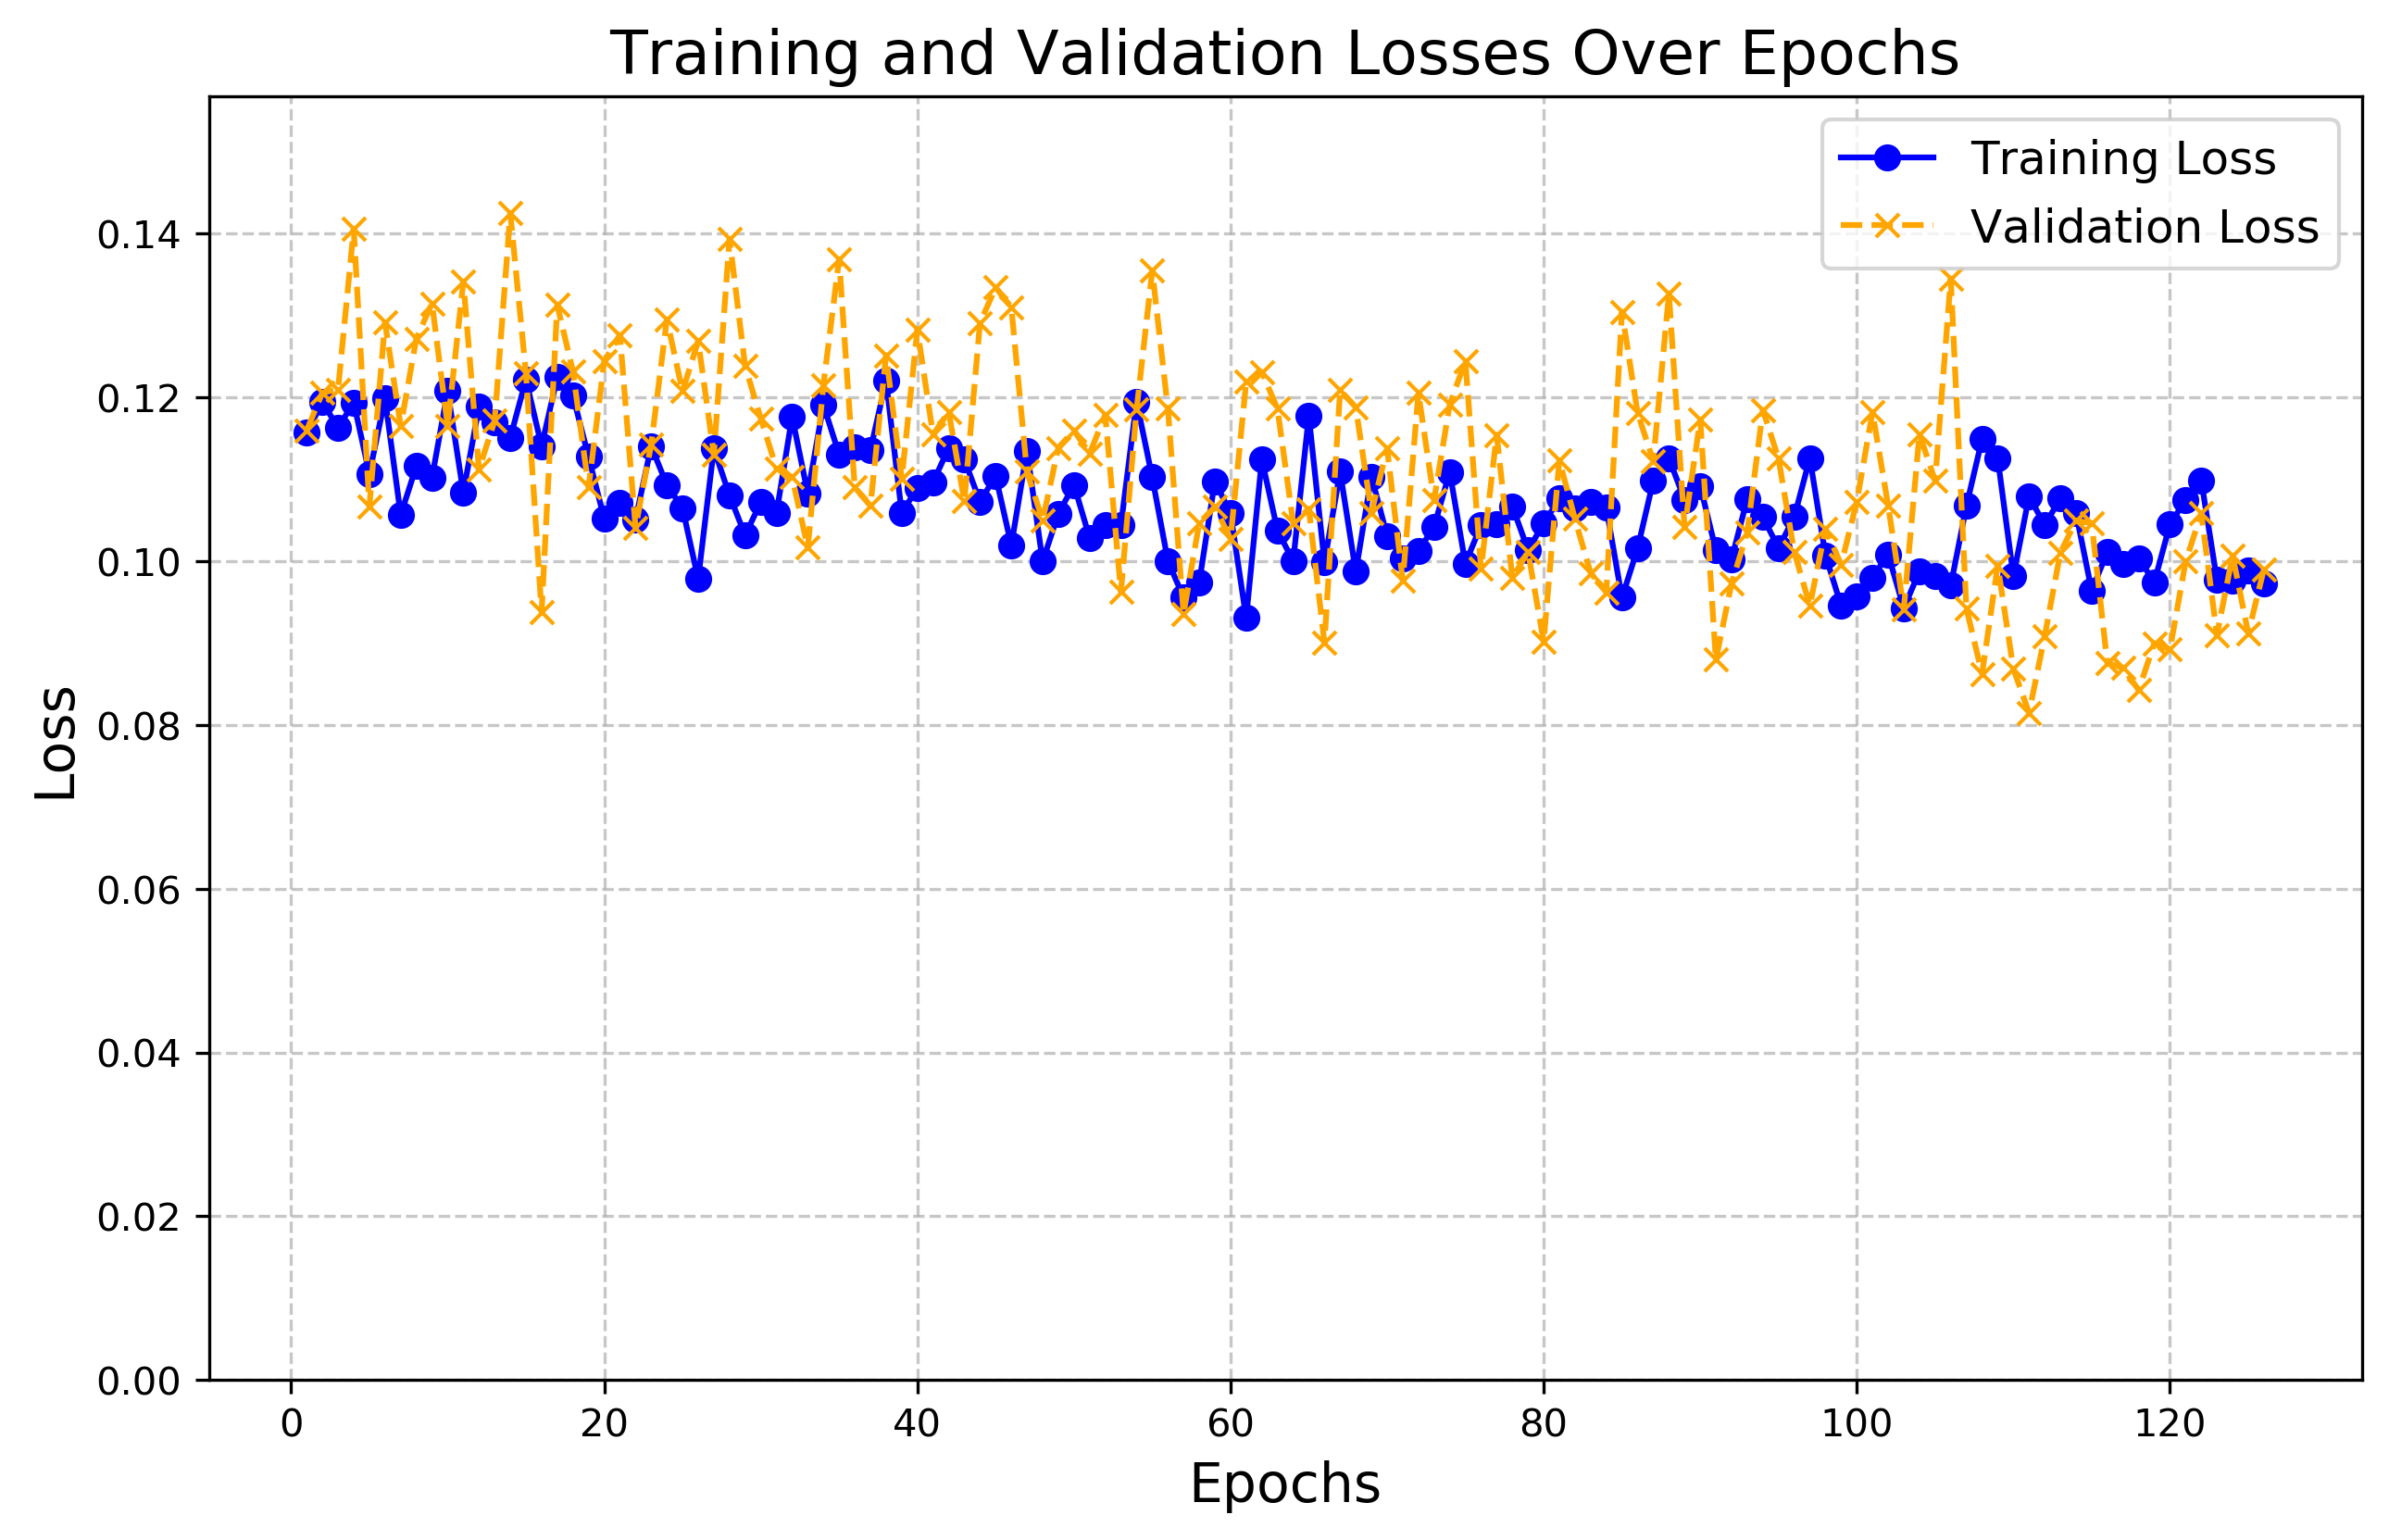 Training and Validation Losses Over Epochs
Training Loss
Validation Loss
0.14
0.12
0.10
0.08
0.06
0.04
0.02
0.00
Loss
0 20 40 60 80 100 120
Epochs